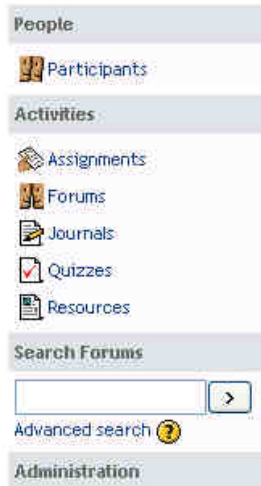 People
Participants
Activities
Assignments
Forums
Journals
Quizzes
Resources
Search Forums
>
Advanced search ?
Administration